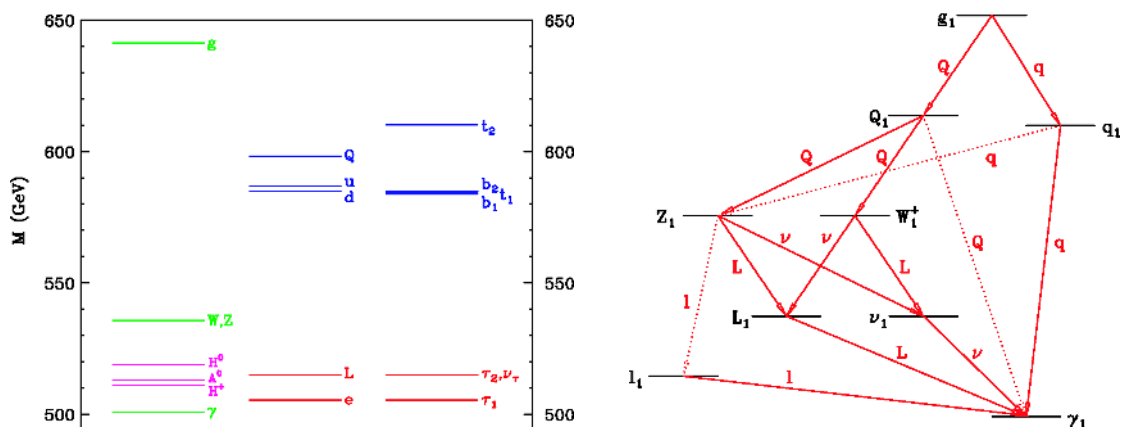 650 650
g
600 600
t₂
Q
u
d
b₂ t₁
b₁
M (GeV)
550 550
W,Z
H⁰
A⁰
H⁺
L
τ₂,ν_τ
e
τ₁
γ
500 500
g₁
Q q
Q₁
q₁
Q Q q
Z₁
W₁⁺
ν ν
Q q
L L
l
L₁
ν₁
L ν
l₁
l
γ₁